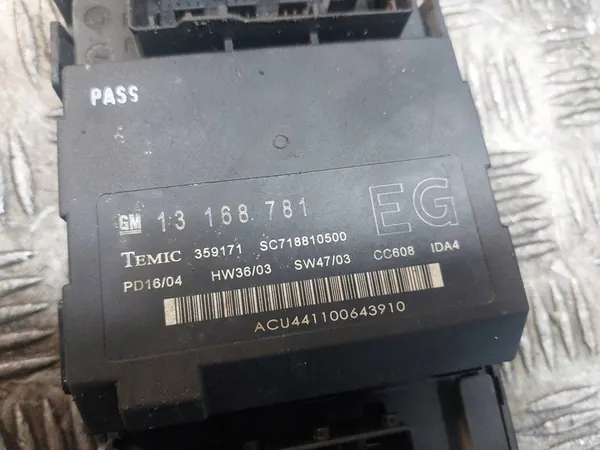 PASS
GM 13 168 781 EG
TEMIC 359171 SC718810500
PD16/04 HW36/03 SW47/03 CC608 IDA4
ACU441100643910